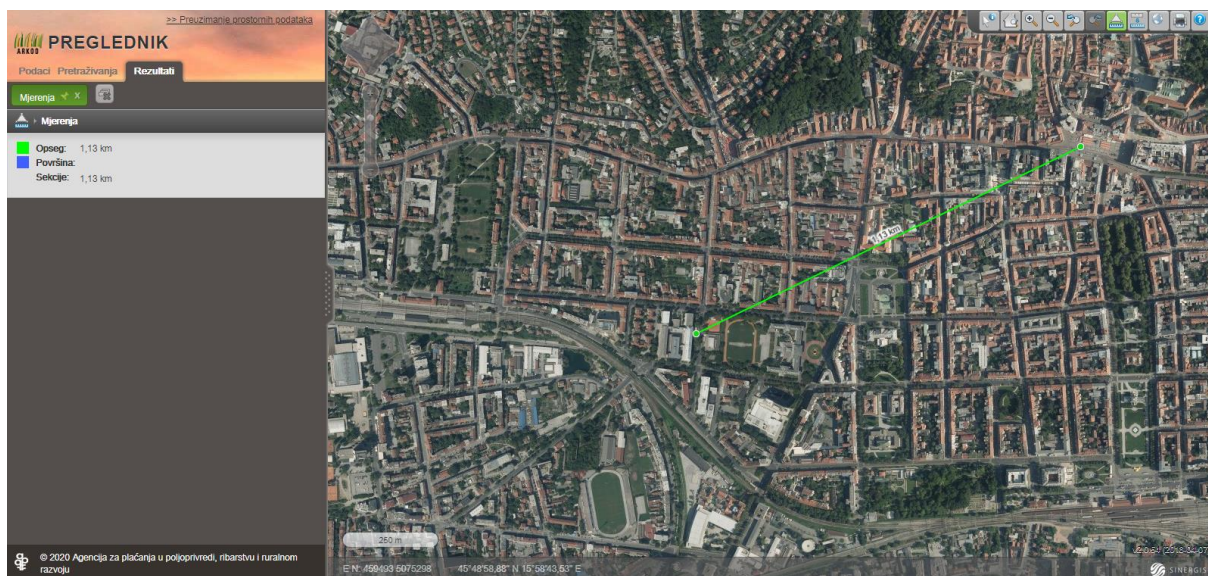 >> Preuzimanje prostornih podataka
ARKOD PREGLEDNIK
Podaci Pretraživanja Rezultati
Mjerenja x
Mjerenja
Opseg: 1,13 km
Površina:
Sekcije: 1,13 km
1,13 km
250 m
E N: 459493 5075298 45°48'58,88" N 15°58'43,53" E
© 2020 Agencija za plaćanja u poljoprivredi, ribarstvu i ruralnom
razvoju
SINERGIS